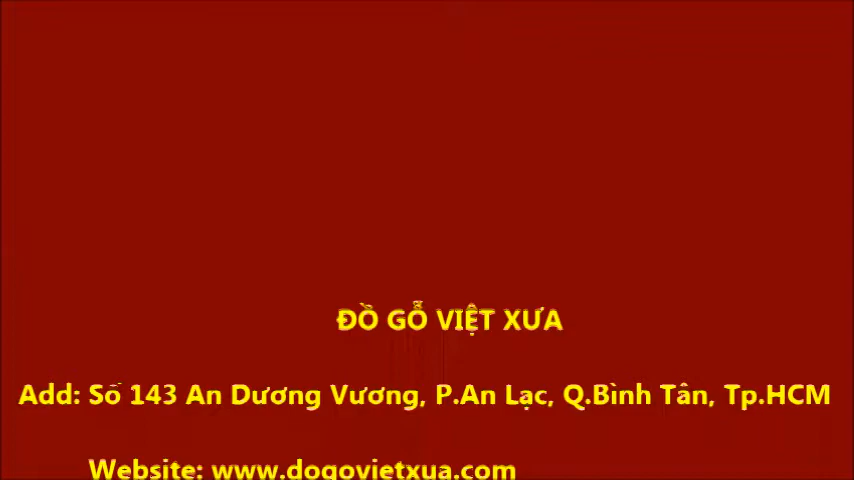 ĐỒ GỖ VIỆT XƯA
Add: Số 143 An Dương Vương, P.An Lạc, Q.Bình Tân, Tp.HCM
Website: www.dogovietxua.com